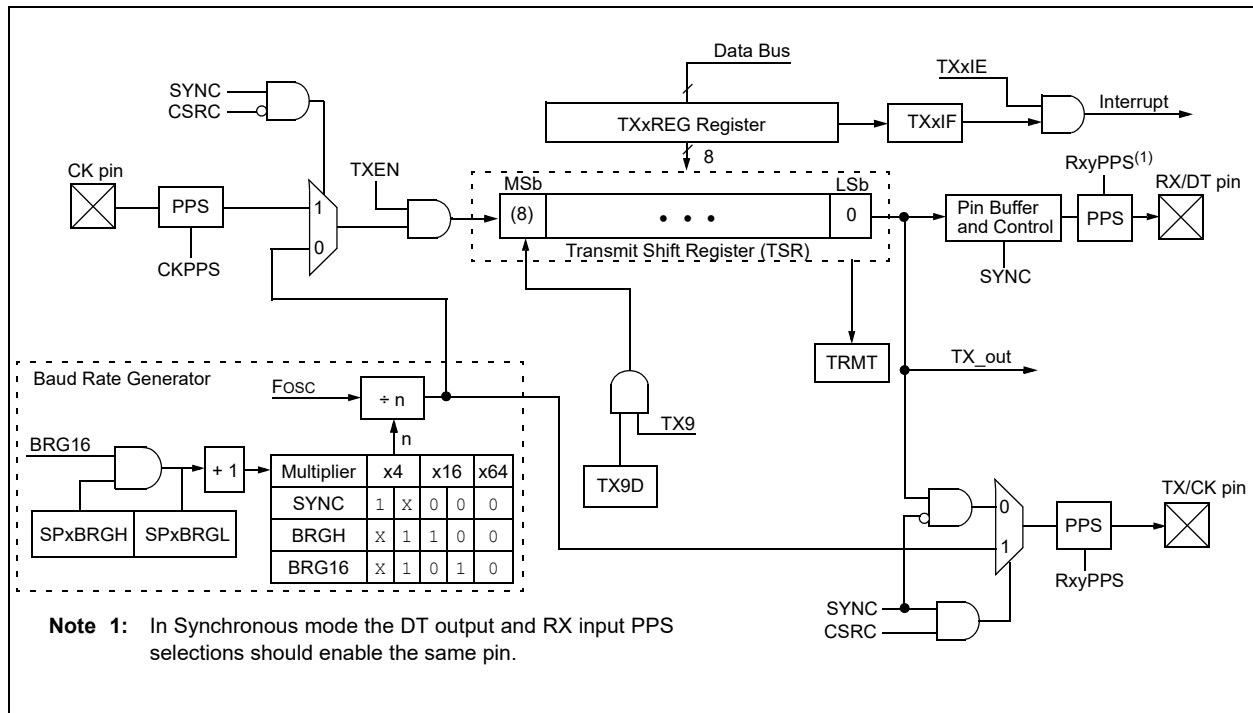 Data Bus
TXxIE
Interrupt
SYNC
CSRC
TXxREG Register
TXxIF
8
CK pin
TXEN
MSb
LSb
RxyPPS(1)
RX/DT pin
PPS
1
(8)
• • •
0
Pin Buffer
and Control
PPS
0
Transmit Shift Register (TSR)
CKPPS
SYNC
TRMT
TX_out
Baud Rate Generator
FOSC
÷ n
n
TX9
BRG16
+ 1
Multiplier x4 x16 x64
TX9D
SYNC 1 X 0 0 0
SPxBRGH SPxBRGL
BRGH X 1 1 0 0
BRG16 X 1 0 1 0
TX/CK pin
0
PPS
1
RxyPPS
SYNC
CSRC
Note 1: In Synchronous mode the DT output and RX input PPS
selections should enable the same pin.